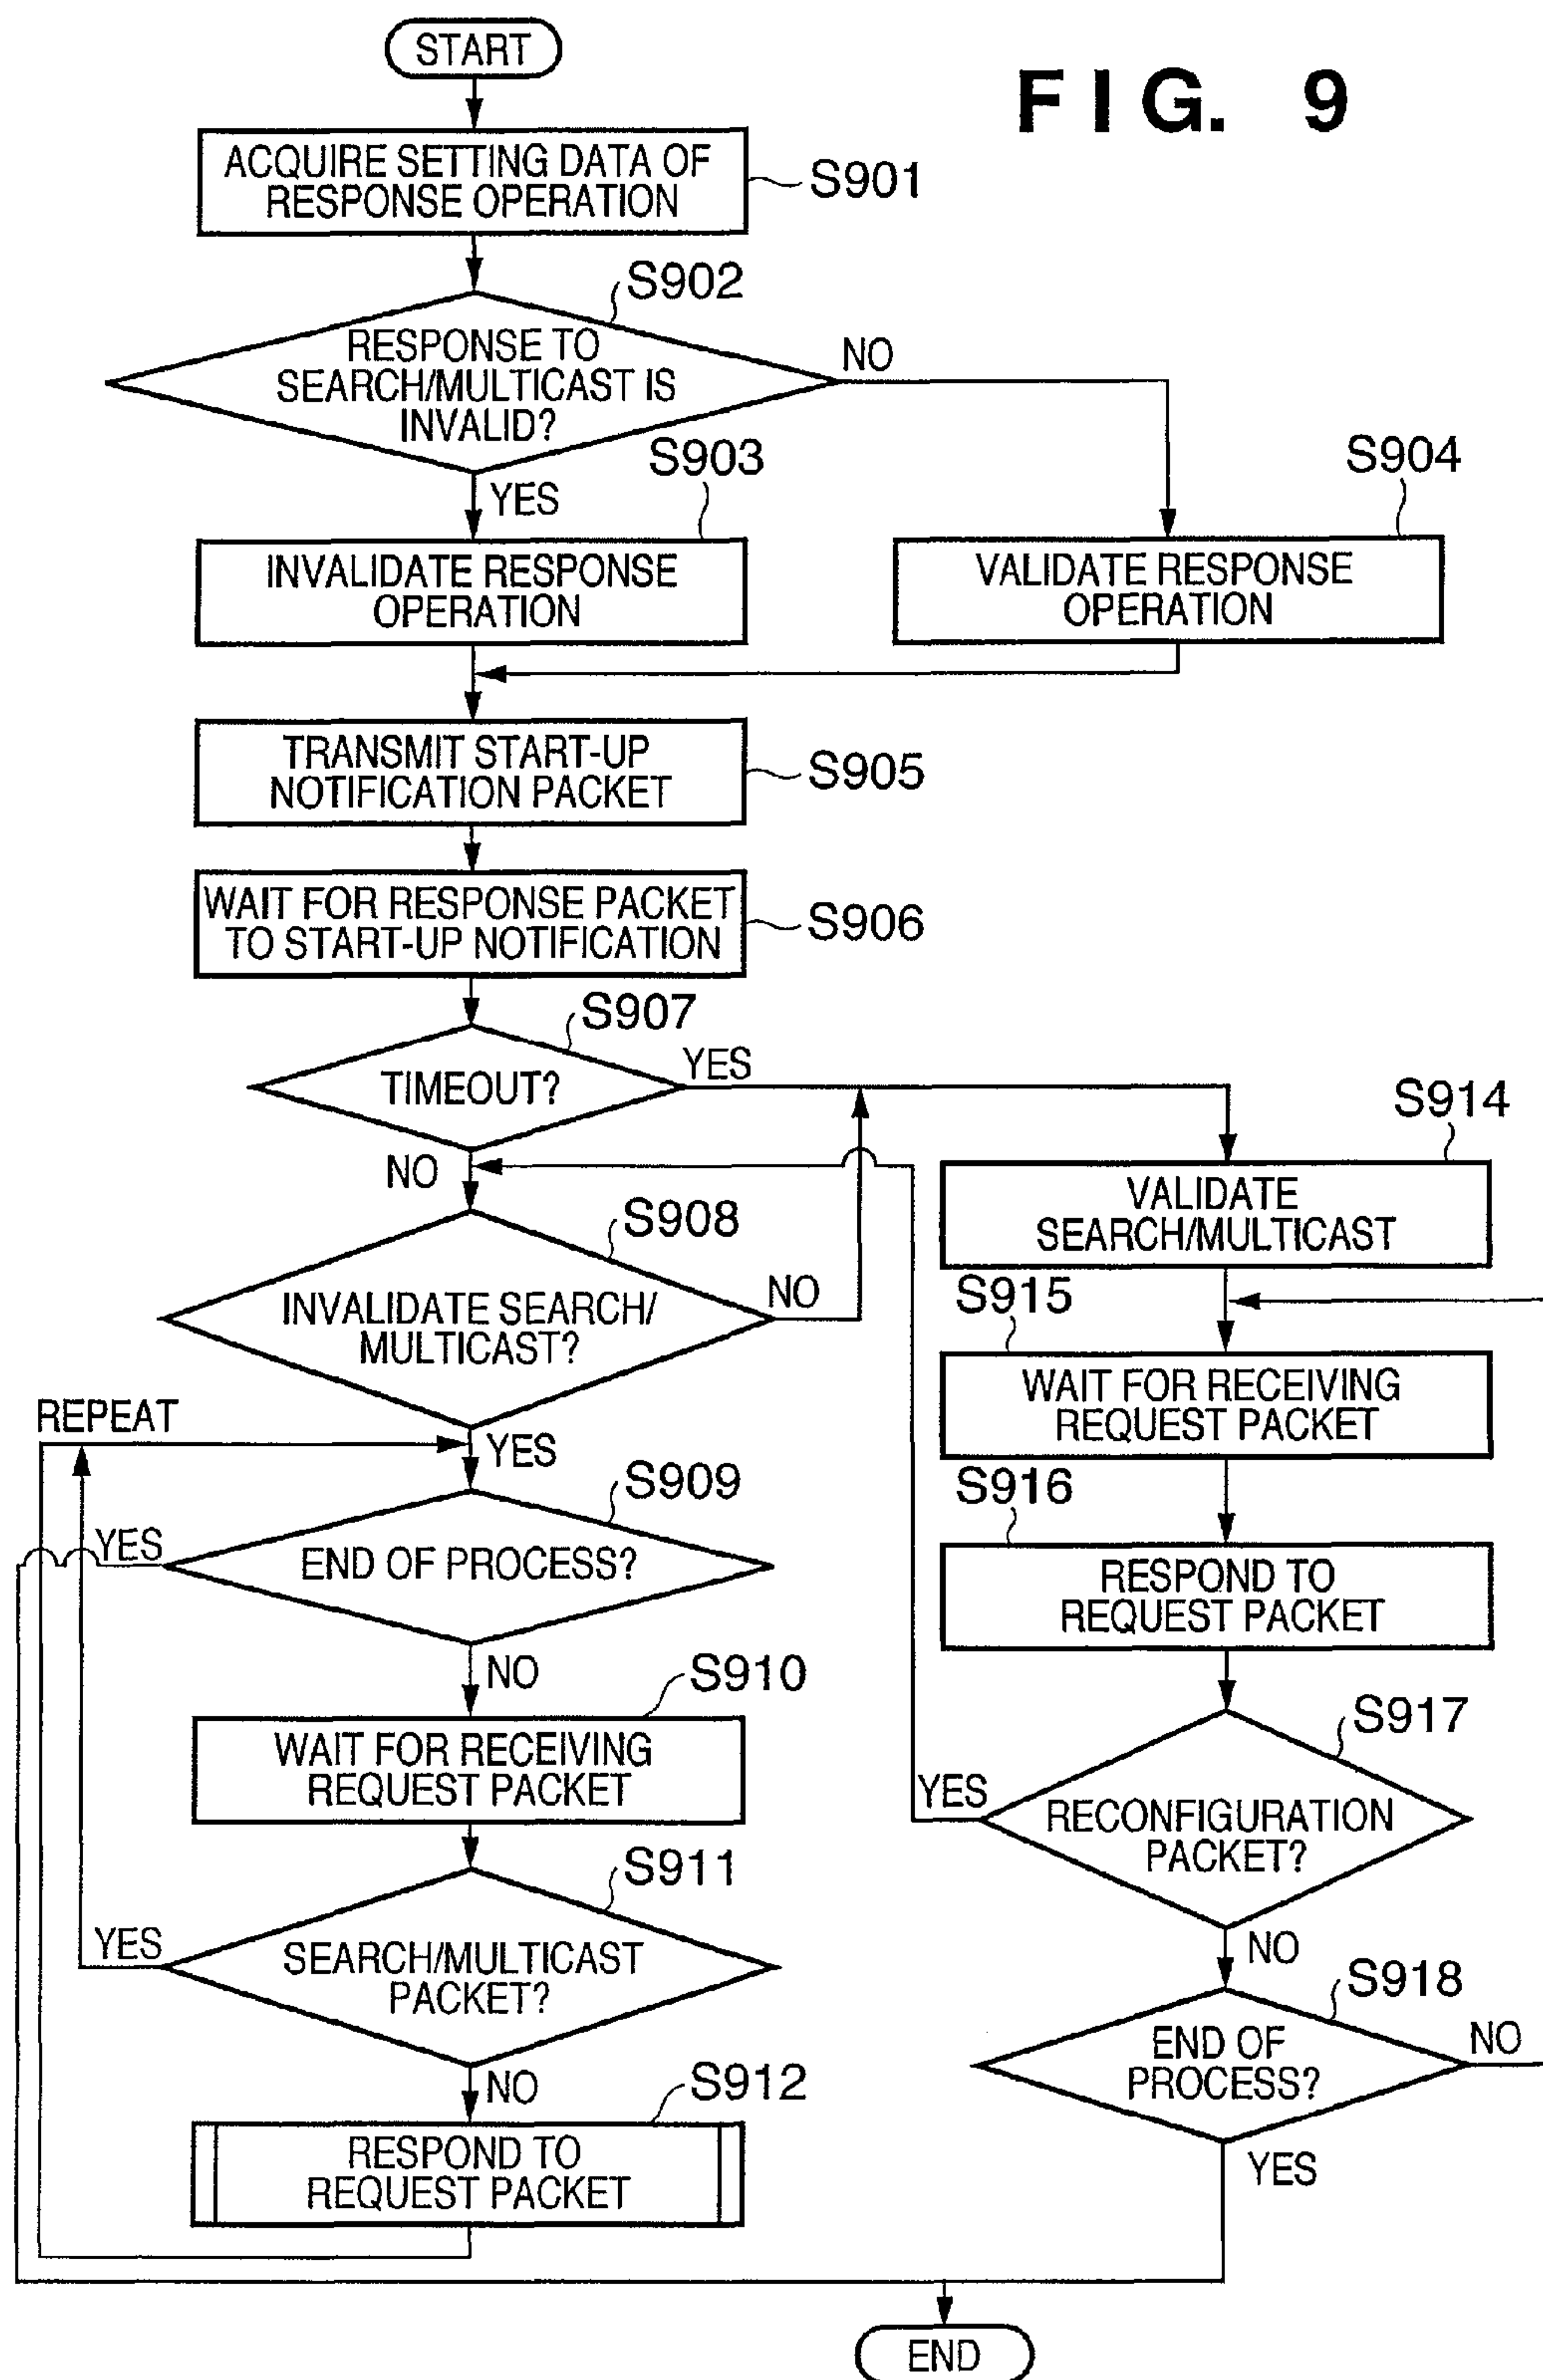 START
FIG. 9
ACQUIRE SETTING DATA OF
RESPONSE OPERATION
S901
S902
RESPONSE TO
SEARCH/MULTICAST IS
INVALID?
NO
YES
S903
INVALIDATE RESPONSE
OPERATION
S904
VALIDATE RESPONSE
OPERATION
TRANSMIT START-UP
NOTIFICATION PACKET
S905
WAIT FOR RESPONSE PACKET
TO START-UP NOTIFICATION
S906
S907
TIMEOUT?
YES
NO
S908
INVALIDATE SEARCH/
MULTICAST?
NO
REPEAT
YES
S909
END OF PROCESS?
YES
NO
S910
WAIT FOR RECEIVING
REQUEST PACKET
S911
SEARCH/MULTICAST
PACKET?
YES
NO
S912
RESPOND TO
REQUEST PACKET
S914
VALIDATE
SEARCH/MULTICAST
S915
WAIT FOR RECEIVING
REQUEST PACKET
S916
RESPOND TO
REQUEST PACKET
S917
RECONFIGURATION
PACKET?
YES
NO
S918
END OF
PROCESS?
NO
YES
END